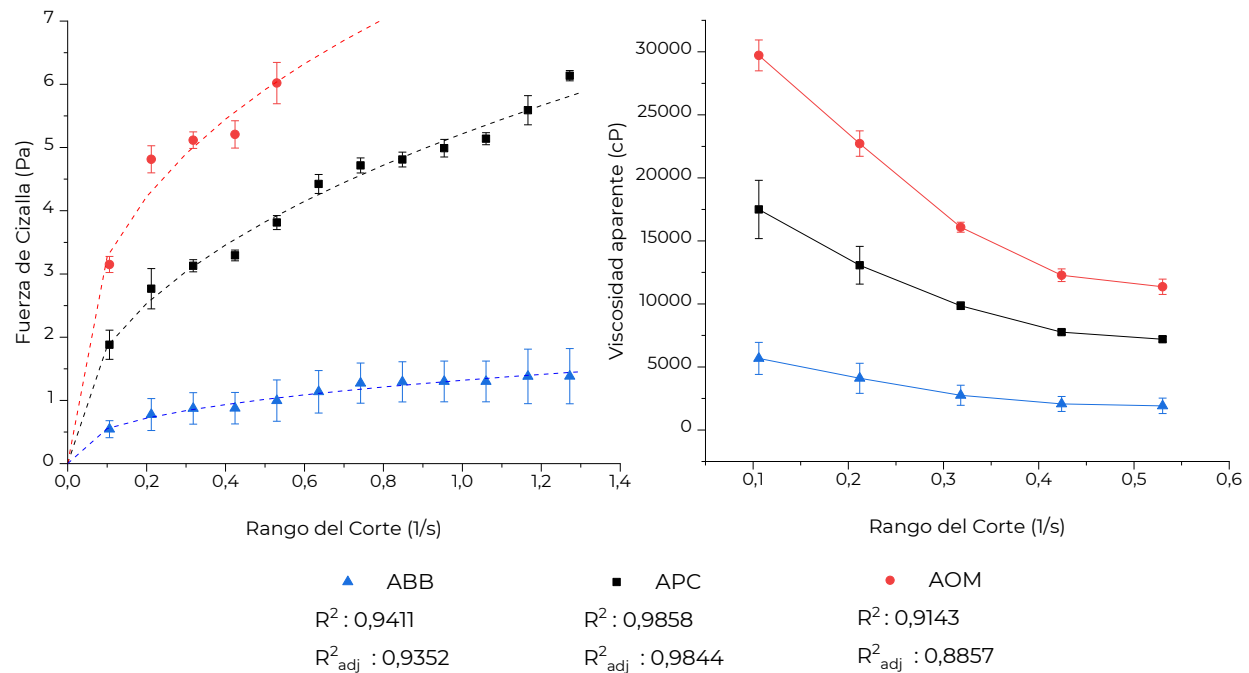 7
6
5
4
3
2
1
0
Fuerza de Cizalla (Pa)
0,0 0,2 0,4 0,6 0,8 1,0 1,2 1,4
Rango del Corte (1/s)
30000
25000
20000
15000
10000
5000
0
Viscosidad aparente (cP)
0,1 0,2 0,3 0,4 0,5 0,6
Rango del Corte (1/s)
ABB APC AOM
R² : 0,9411 R² : 0,9858 R² : 0,9143
R²adj : 0,9352 R²adj : 0,9844 R²adj : 0,8857